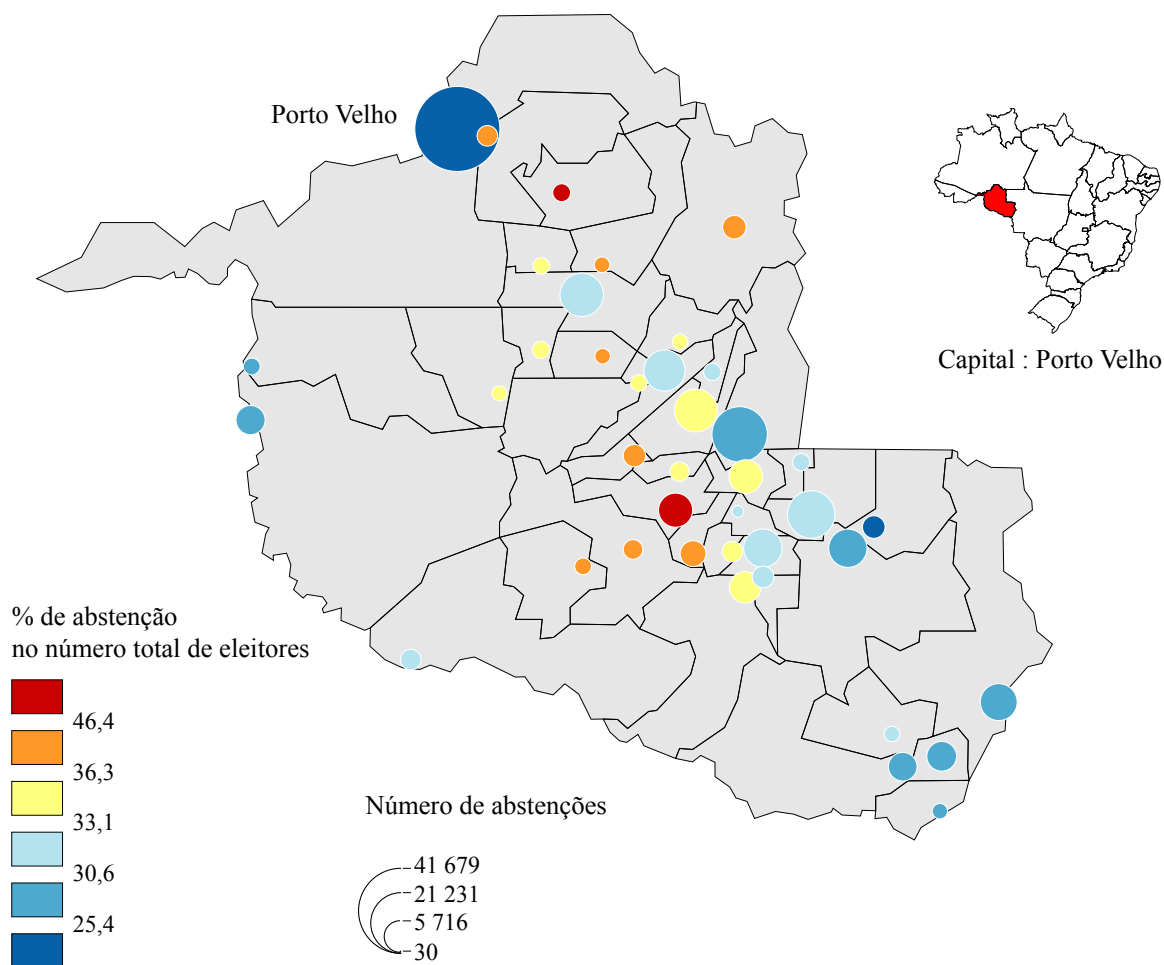 Porto Velho
Capital : Porto Velho
% de abstenção
no número total de eleitores
46,4
36,3
33,1
30,6
25,4
Número de abstenções
41 679
21 231
5 716
30